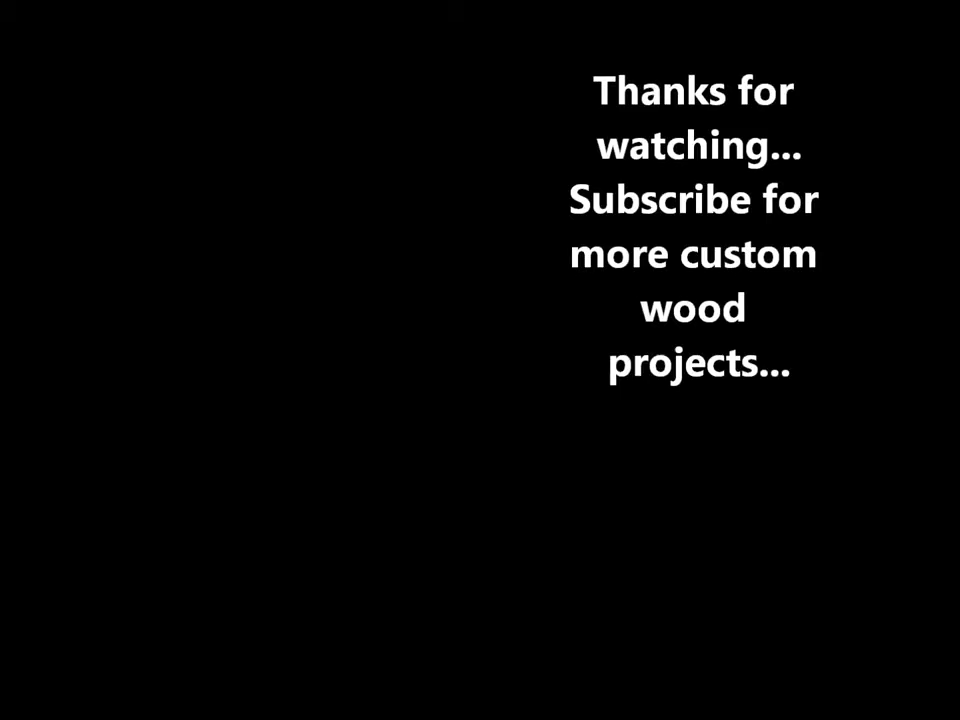 Thanks for
watching...
Subscribe for
more custom
wood
projects...